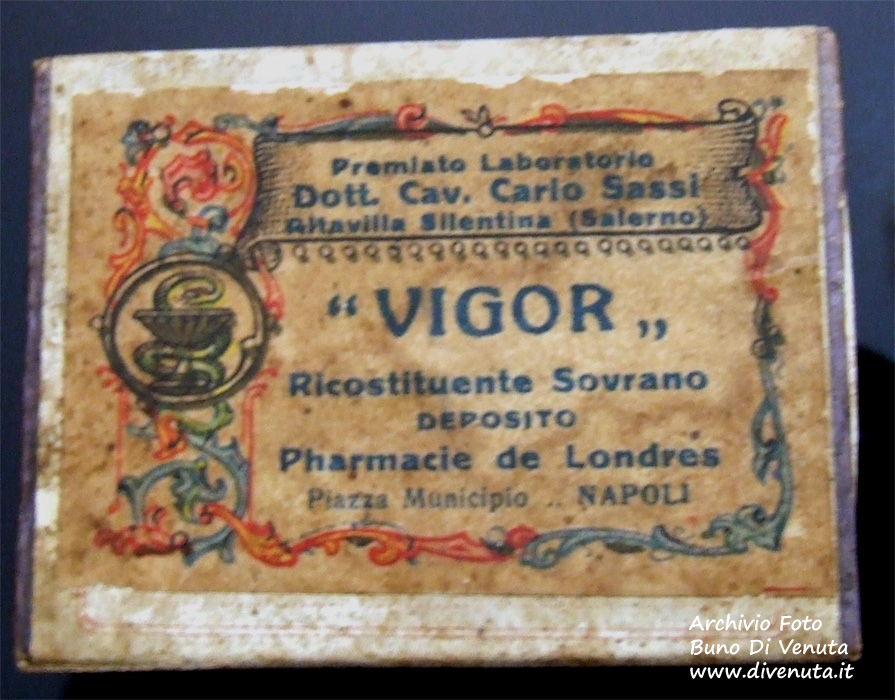 Premiato Laboratorio
Dott. Cav. Carlo Sassi
Altavilla Silentina (Salerno)
“ VIGOR „
Ricostituente Sovrano
DEPOSITO
Pharmacie de Londres
Piazza Municipio .. NAPOLI
Archivio Foto
Buno Di Venuta
www.divenuta.it